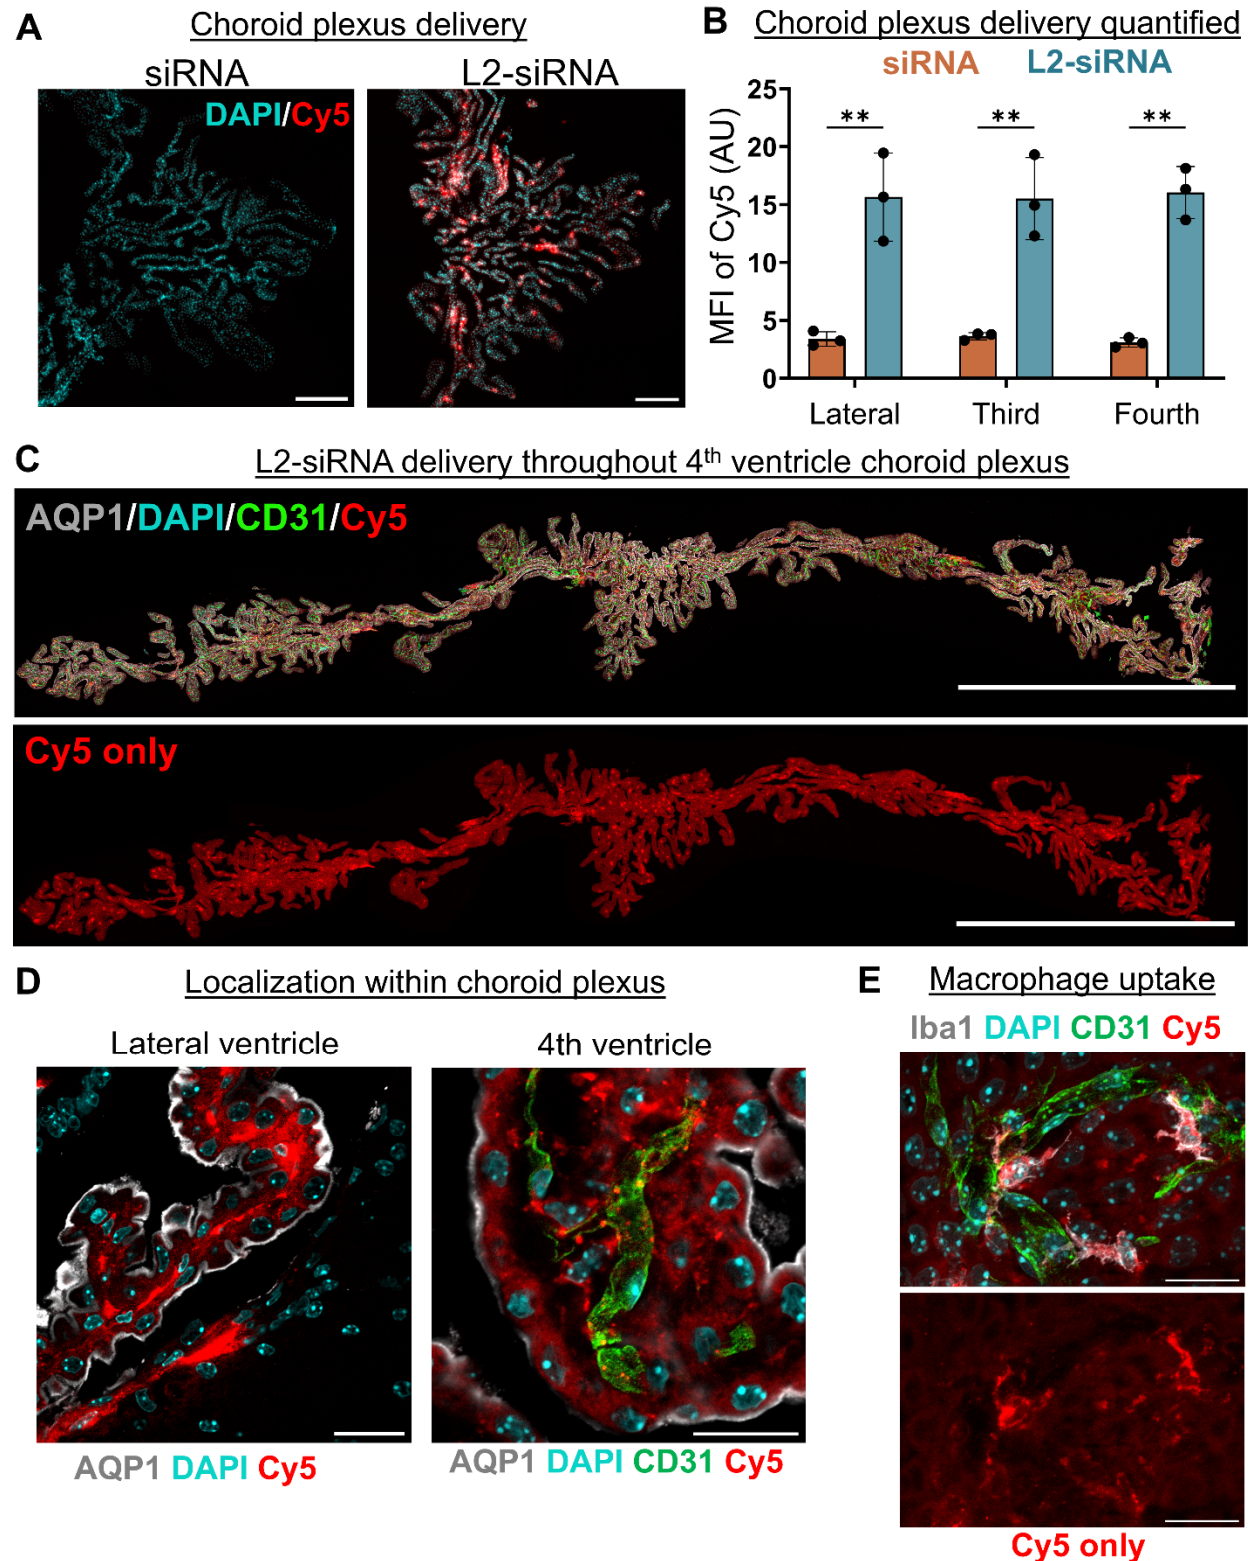 A
Choroid plexus delivery
siRNA
L2-siRNA
DAPI/Cy5
B
Choroid plexus delivery quantified
siRNA
L2-siRNA
MFI of Cy5 (AU)
25
20
15
10
5
0
**
**
**
Lateral
Third
Fourth
C
L2-siRNA delivery throughout 4th ventricle choroid plexus
AQP1/DAPI/CD31/Cy5
Cy5 only
D
Localization within choroid plexus
Lateral ventricle
4th ventricle
AQP1 DAPI Cy5
AQP1 DAPI CD31 Cy5
E
Macrophage uptake
Iba1 DAPI CD31 Cy5
Cy5 only